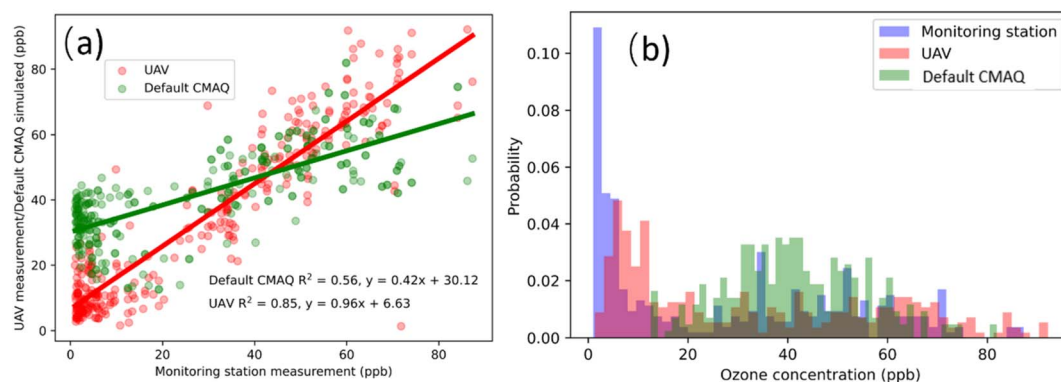 (a)
UAV
Default CMAQ
Default CMAQ R² = 0.56, y = 0.42x + 30.12
UAV R² = 0.85, y = 0.96x + 6.63
UAV measurement/Default CMAQ simulated (ppb)
80
60
40
20
0
0 20 40 60 80
Monitoring station measurement (ppb)
(b)
Monitoring station
UAV
Default CMAQ
Probability
0.10
0.08
0.06
0.04
0.02
0.00
0 20 40 60 80
Ozone concentration (ppb)